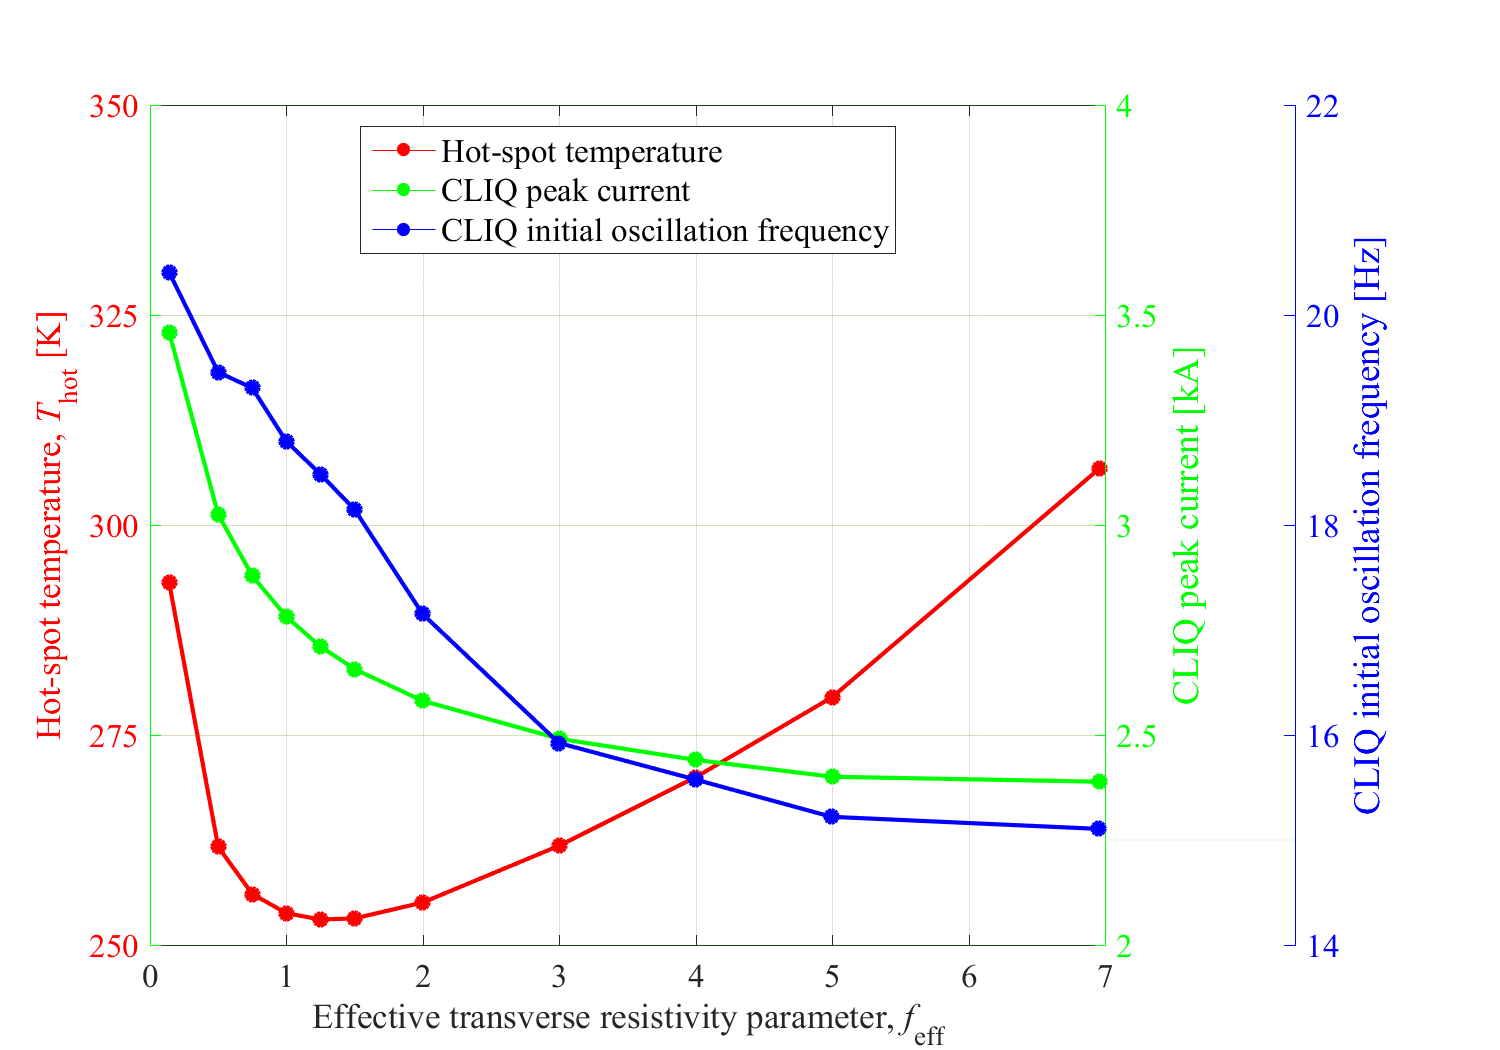 Hot-spot temperature
CLIQ peak current
CLIQ initial oscillation frequency
350
325
300
275
250
Hot-spot temperature, T_hot [K]
0 1 2 3 4 5 6 7
Effective transverse resistivity parameter, f_eff
4
3.5
3
2.5
2
CLIQ peak current [kA]
22
20
18
16
14
CLIQ initial oscillation frequency [Hz]